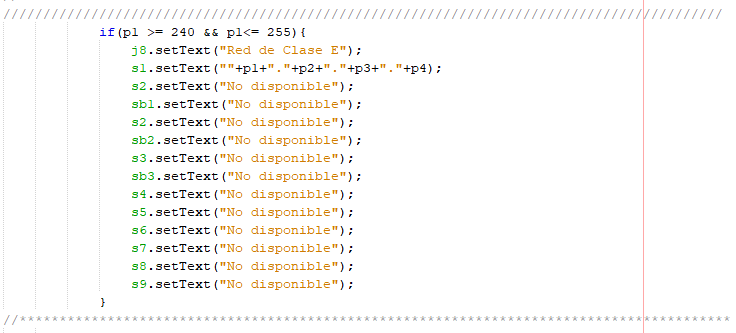 //////////////////////////////////////////////////////////////////////////////////////////
if(p1 >= 240 && p1<= 255){
j8.setText("Red de Clase E");
s1.setText(""+p1+"."+p2+"."+p3+"."+p4);
s2.setText("No disponible");
sb1.setText("No disponible");
s2.setText("No disponible");
sb2.setText("No disponible");
s3.setText("No disponible");
sb3.setText("No disponible");
s4.setText("No disponible");
s5.setText("No disponible");
s6.setText("No disponible");
s7.setText("No disponible");
s8.setText("No disponible");
s9.setText("No disponible");
}
//*****************************************************************************************